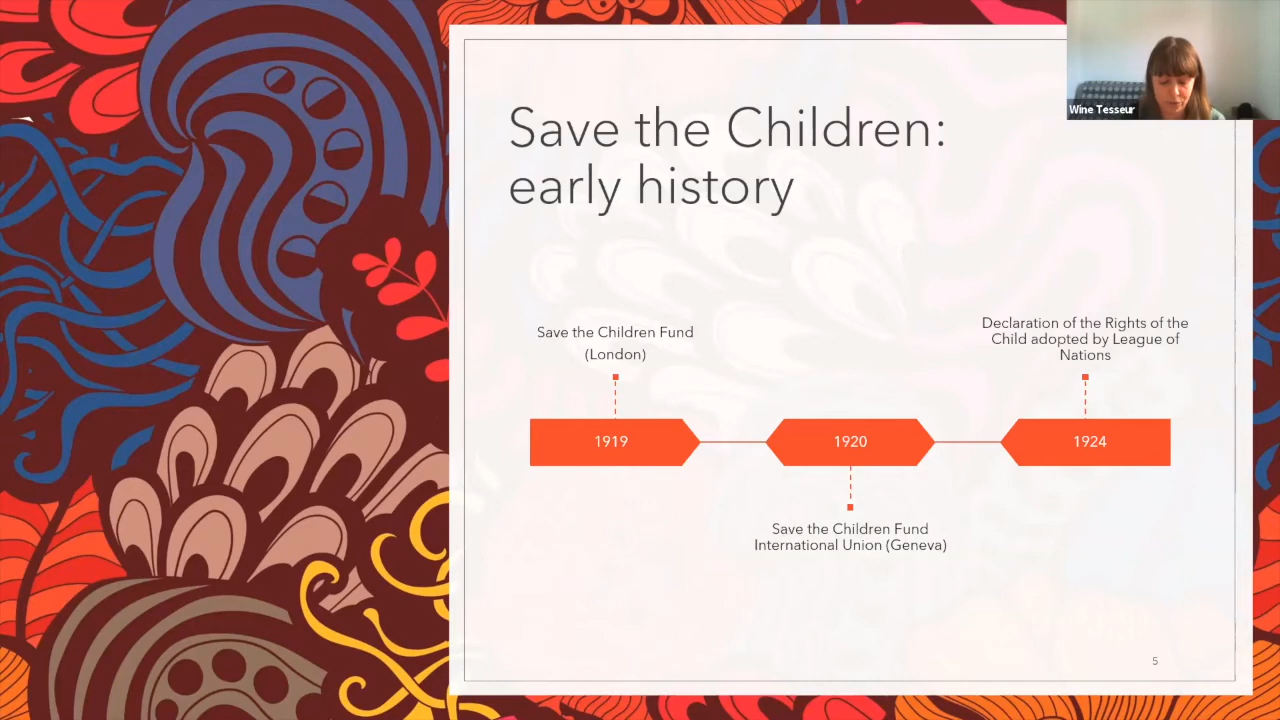 Wine Tesseur
Save the Children:
early history
Save the Children Fund
(London)
Declaration of the Rights of the
Child adopted by League of
Nations
1919
1920
1924
Save the Children Fund
International Union (Geneva)
5